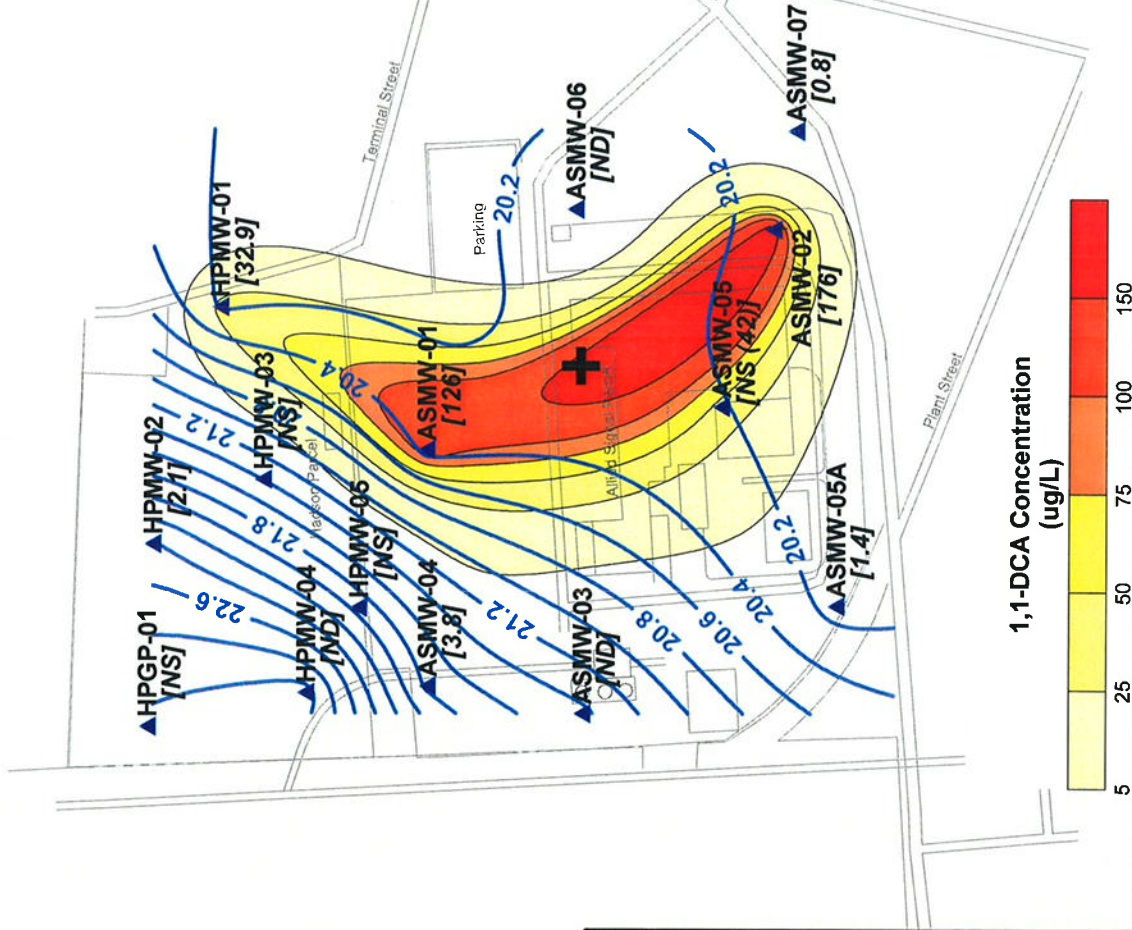 HPGP-01
[NS]
HPMW-02
[2.1]
HPMW-03
[NS]
HPMW-01
[32.9]
HPMW-04
[ND]
HPMW-05
[NS]
ASMW-04
[3.8]
ASMW-01
[126]
ASMW-03
[ND]
ASMW-05
[NS (42)]
ASMW-05A
[1.4]
ASMW-02
[176]
ASMW-06
[ND]
ASMW-07
[0.8]
Terminal Street
Parking
Hadson Parcel
Plant Street
22.6
21.8
21.2
21.2
20.8
20.6
20.4
20.4
20.2
20.2
20.2
1,1-DCA Concentration
(ug/L)
5 25 50 75 100 150